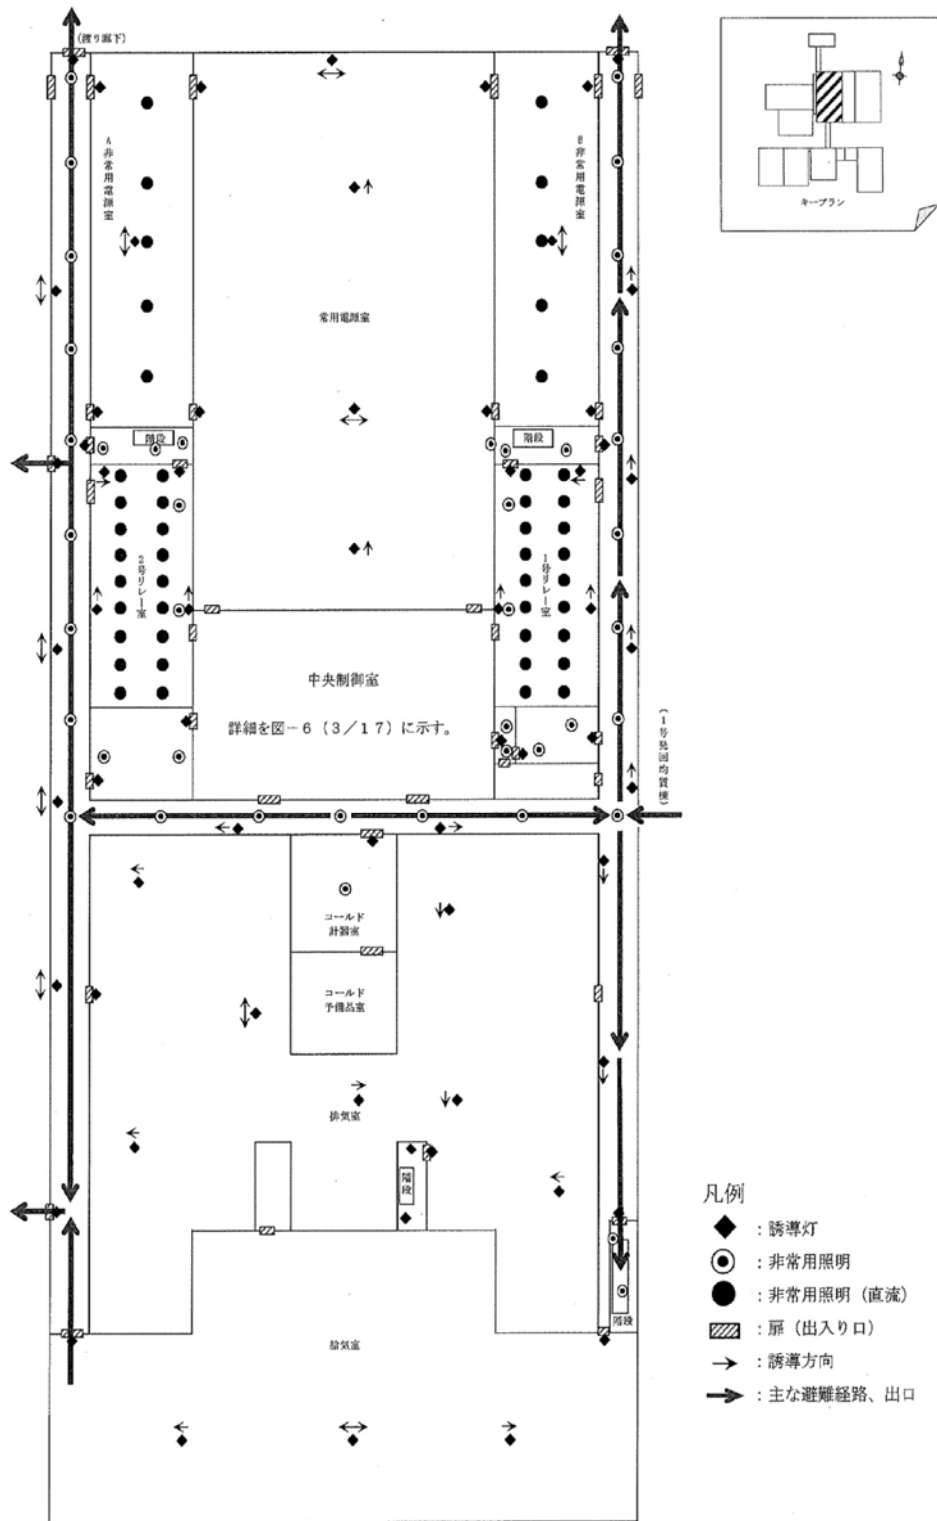 (渡り廊下)
キープラン
A非常用電源室
B非常用電源室
常用電源室
階段
階段
2号リレー室
1号リレー室
中央制御室
詳細を図-6(3/17)に示す。
(1号発回均質棟)
コールド
計器室
コールド
予備品室
排気室
階段
階段
給気室
凡例
:誘導灯
:非常用照明
:非常用照明(直流)
:扉(出入り口)
:誘導方向
:主な避難経路、出口